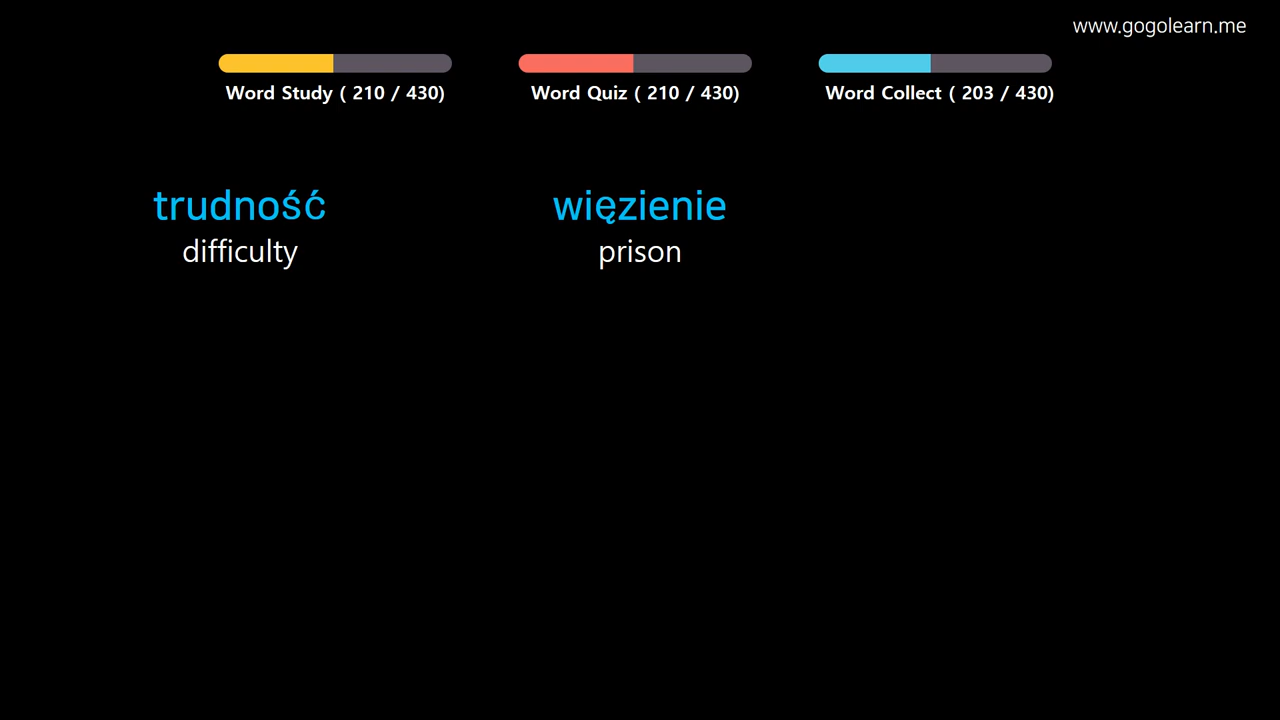 www.gogolearn.me
Word Study ( 210 / 430)
Word Quiz ( 210 / 430)
Word Collect ( 203 / 430)
trudność
difficulty
więzienie
prison